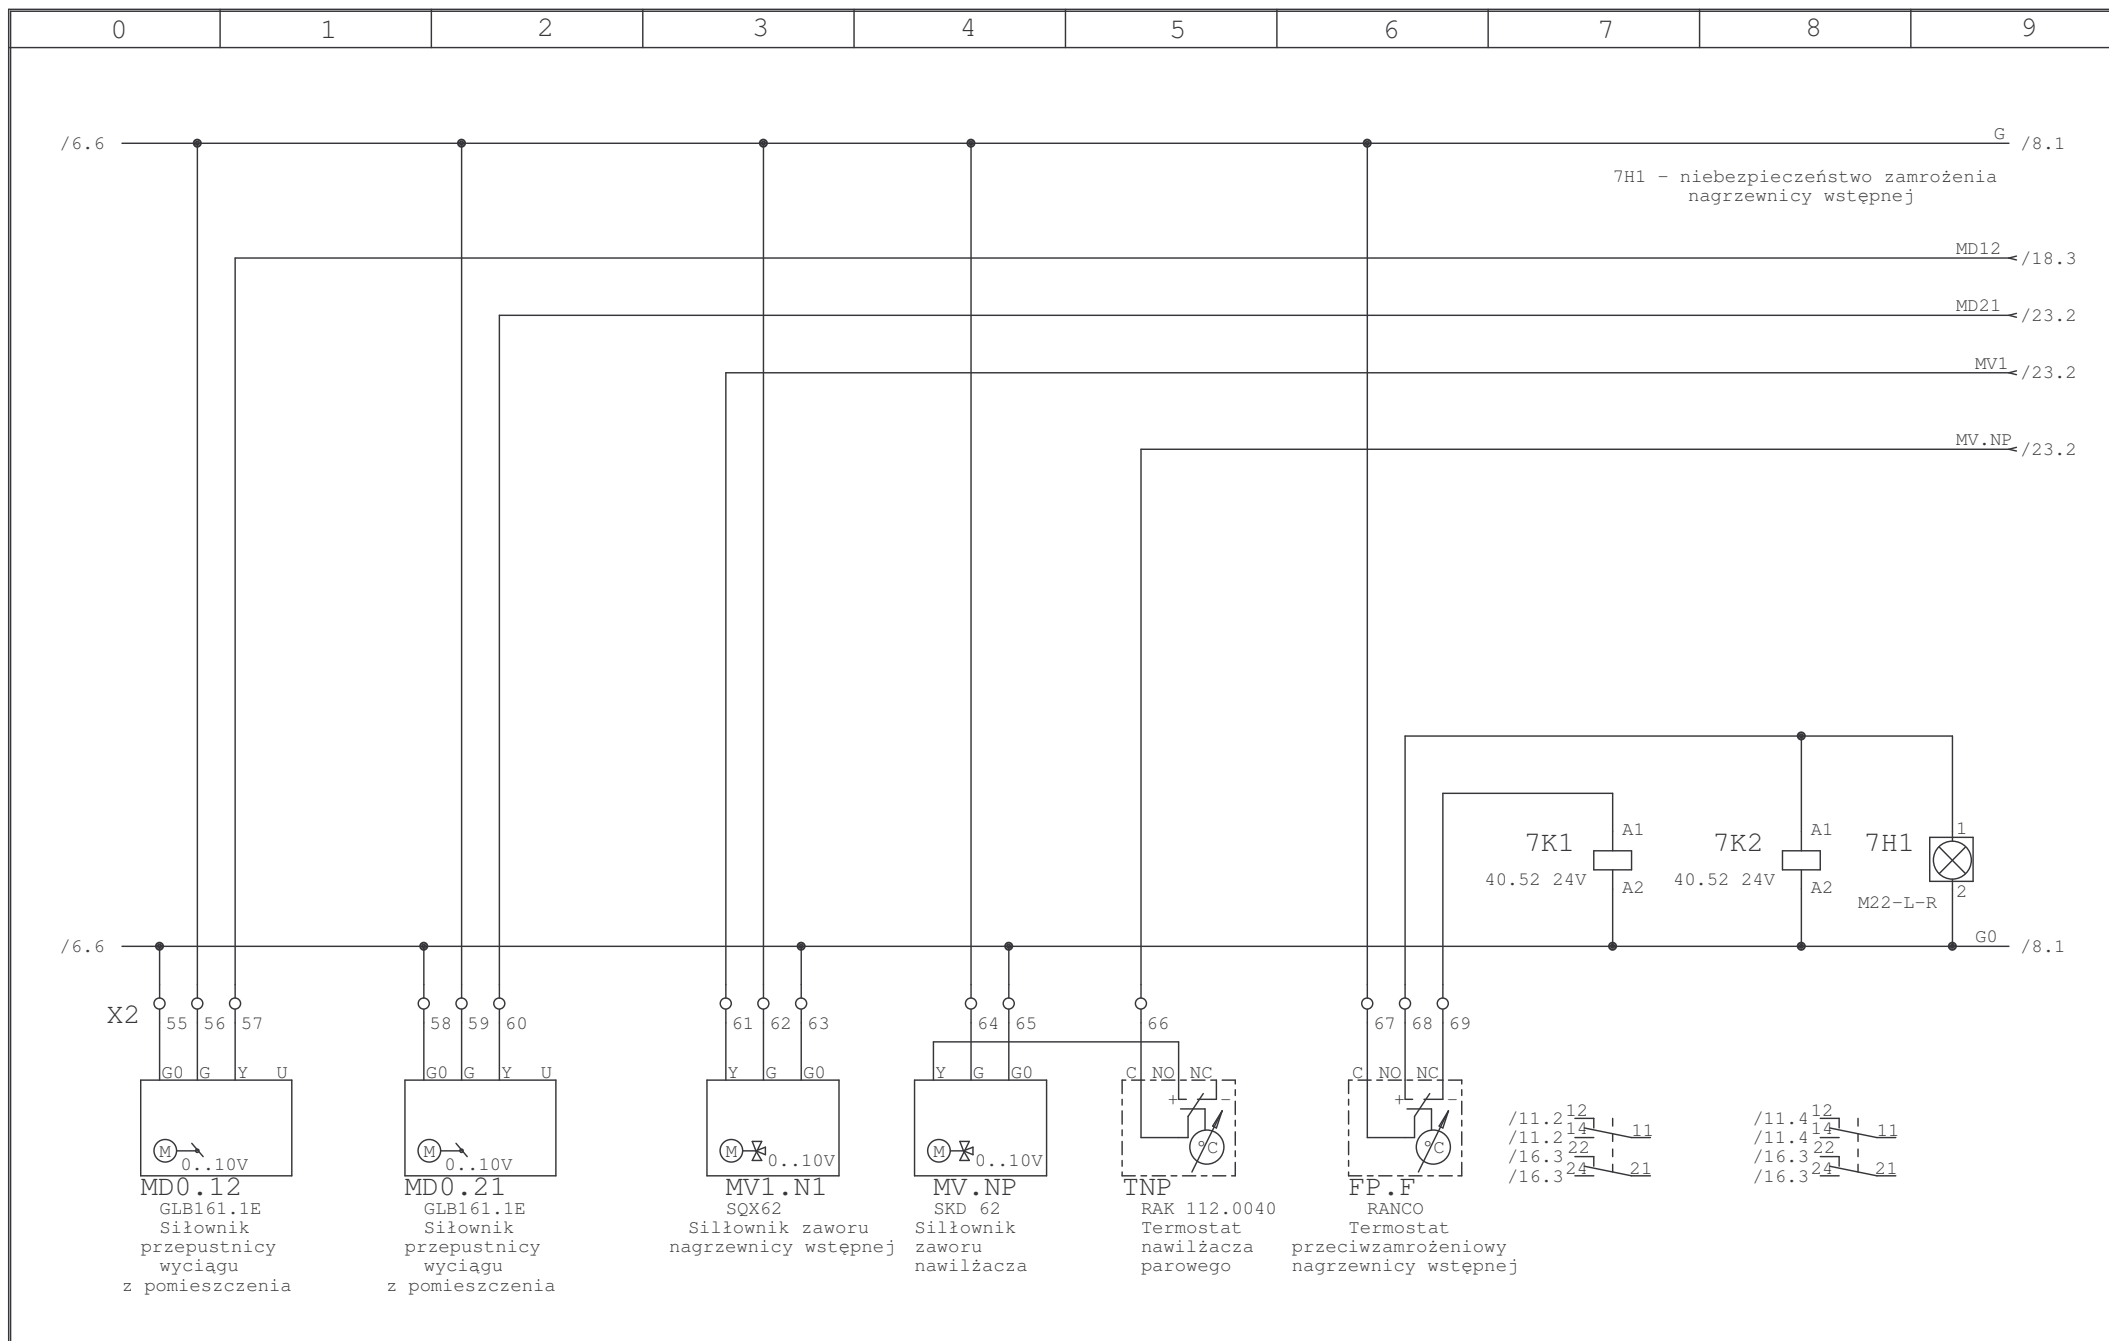 0 1 2 3 4 5 6 7 8 9
/6.6 G /8.1
7H1 - niebezpieczeństwo zamrożenia
nagrzewnicy wstępnej
MD12 /18.3
MD21 /23.2
MV1 /23.2
MV.NP /23.2
7K1 A1
40.52 24V A2
7K2 A1
40.52 24V A2
7H1 1
2
M22-L-R
/6.6 G0 /8.1
X2 55 56 57 58 59 60 61 62 63 64 65 66 67 68 69
G0 G Y U
M 0..10V
MD0.12
GLB161.1E
Siłownik
przepustnicy
wyciągu
z pomieszczenia
G0 G Y U
M 0..10V
MD0.21
GLB161.1E
Siłownik
przepustnicy
wyciągu
z pomieszczenia
Y G G0
M 0..10V
MV1.N1
SQX62
Silłownik zaworu
nagrzewnicy wstępnej
Y G G0
M 0..10V
MV.NP
SKD 62
Silłownik
zaworu
nawilżacza
C NO NC
+ -
°C
TNP
RAK 112.0040
Termostat
nawilżacza
parowego
C NO NC
+ -
°C
FP.F
RANCO
Termostat
przeciwzamrożeniowy
nagrzewnicy wstępnej
/11.2 12
/11.2 14 11
/16.3 22
/16.3 24 21
/11.4 12
/11.4 14 11
/16.3 22
/16.3 24 21